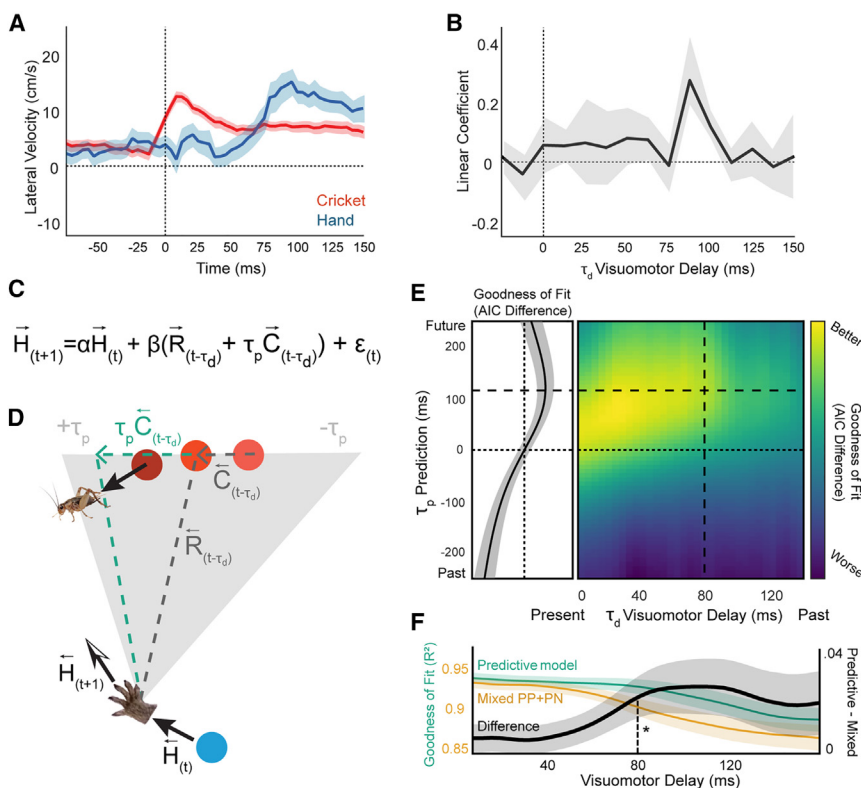 A
Lateral Velocity (cm/s)
20
10
0
-10
Cricket
Hand
-50 -25 0 25 50 75 100 125 150
Time (ms)
B
Linear Coefficient
0.4
0.2
0
-0.2
0 25 50 75 100 150
τd Visuomotor Delay (ms)
C
H(t+1)=αH(t) + β(R(t-τd)+ τpC(t-τd)) + ε(t)
D
+τp
τpC(t-τd)
-τp
C(t-τd)
R(t-τd)
H(t+1)
H(t)
E
Goodness of Fit
(AIC Difference)
τp Prediction (ms)
Future
200
100
0
-100
-200
Past
0 40 80 120
Present τd Visuomotor Delay (ms) Past
Better
Goodness of Fit
(AIC Difference)
Worse
F
Goodness of Fit (R²)
0.95
0.9
0.85
Predictive model
Mixed PP+PN
Difference
*
.04
0
Predictive - Mixed
40 80 120
Visuomotor Delay (ms)